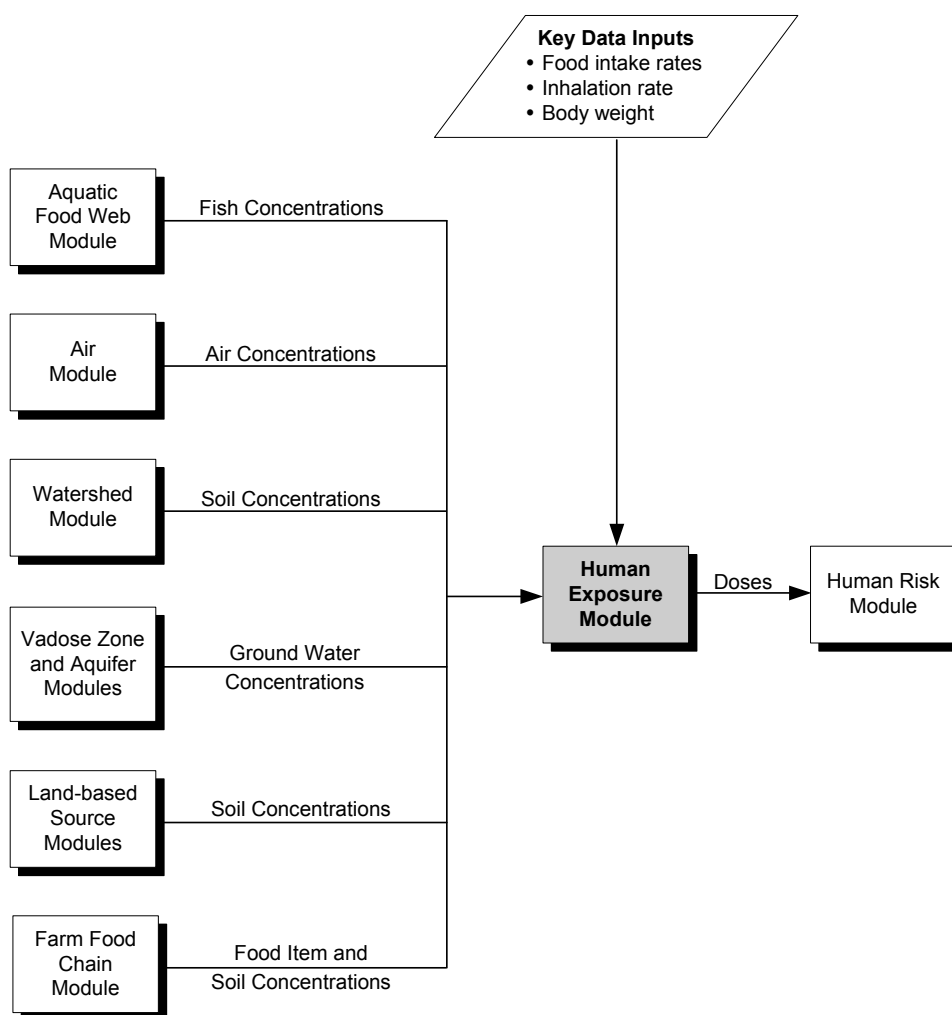 Key Data Inputs
• Food intake rates
• Inhalation rate
• Body weight
Aquatic
Food Web
Module
Fish Concentrations
Air
Module
Air Concentrations
Watershed
Module
Soil Concentrations
Human
Exposure
Module
Doses
Human Risk
Module
Vadose Zone
and Aquifer
Modules
Ground Water
Concentrations
Land-based
Source
Modules
Soil Concentrations
Farm Food
Chain
Module
Food Item and
Soil Concentrations